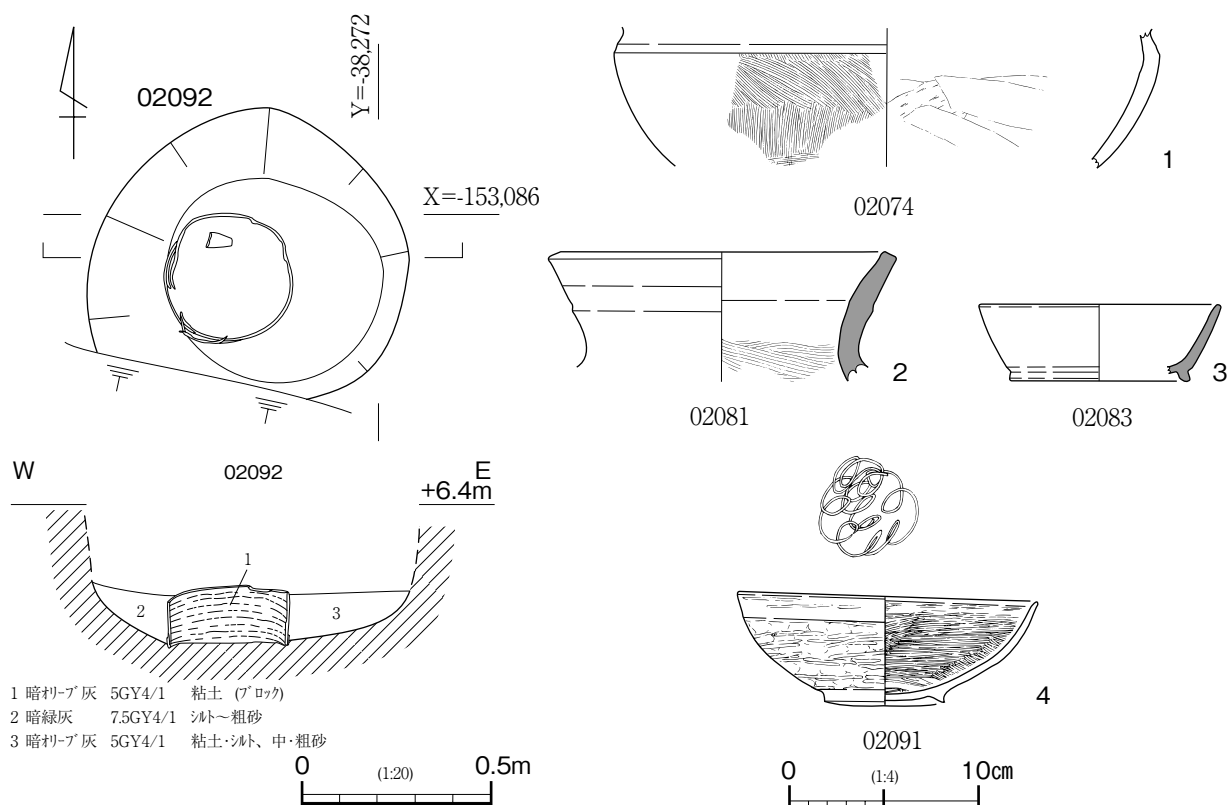 02092
Y=-38,272
X=-153,086
1
02074
2
02081
3
02083
W
02092
E
+6.4m
1
2
3
1 暗ｵﾘｰﾌﾞ灰 5GY4/1 粘土 (ﾌﾞﾛｯｸ)
2 暗緑灰 7.5GY4/1 ｼﾙﾄ～粗砂
3 暗ｵﾘｰﾌﾞ灰 5GY4/1 粘土･ｼﾙﾄ、中･粗砂
0 (1:20) 0.5m
4
02091
0 (1:4) 10㎝